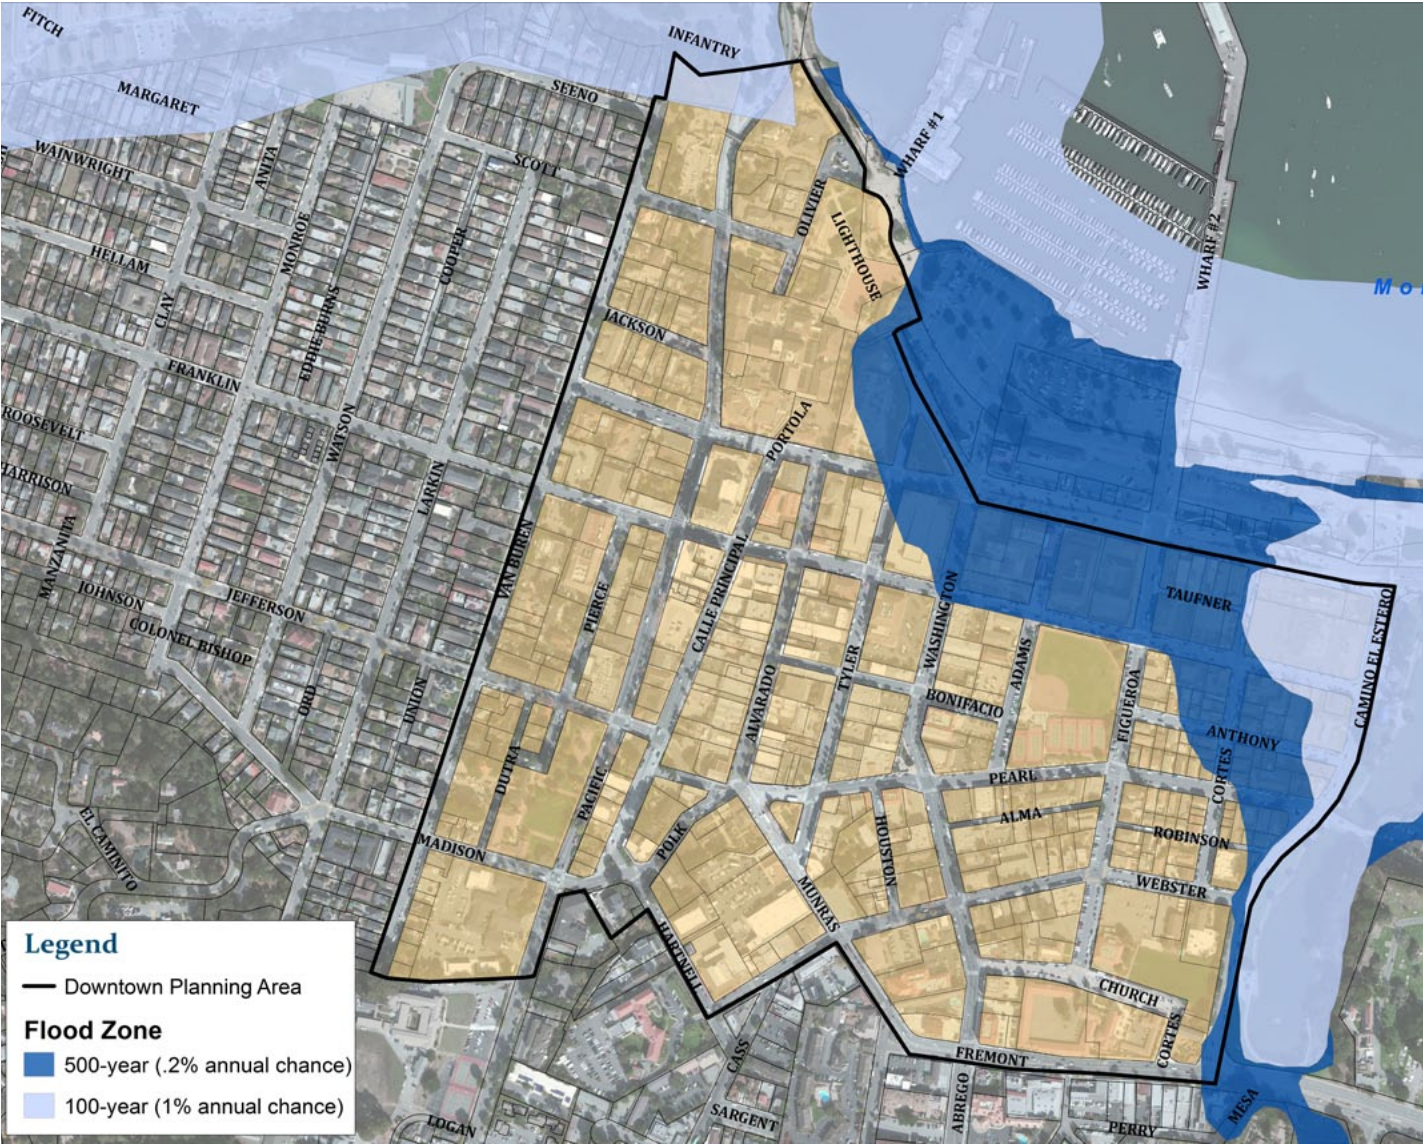 FITCH
INFANTRY
MARGARET
SEENO
WAINWRIGHT
ANITA
SCOTT
WHARF #1
OLIVIER
LIGHTHOUSE
WHARF #2
HELLAM
MONROE
COOPER
CLAY
EDDIE BURNS
JACKSON
FRANKLIN
ROOSEVELT
WATSON
PORTOLA
HARRISON
LARKIN
MANZANITA
VAN BUREN
CALLE PRINCIPAL
JOHNSON
JEFFERSON
PIERCE
WASHINGTON
TAUFNER
CAMINO EL ESTERO
COLONEL BISHOP
ORD
UNION
ALVARADO
TYLER
ADAMS
BONIFACIO
FIGUEROA
ANTHONY
CORTES
DUTRA
PACIFIC
PEARL
ALMA
ROBINSON
EL CAMINITO
MADISON
POLK
HOUSTON
MUNRAS
WEBSTER
HARTNELL
CHURCH
CORTES
FREMONT
CASS
ABREGO
MESA
SARGENT
PERRY
LOGAN
Legend
Downtown Planning Area
Flood Zone
500-year (.2% annual chance)
100-year (1% annual chance)